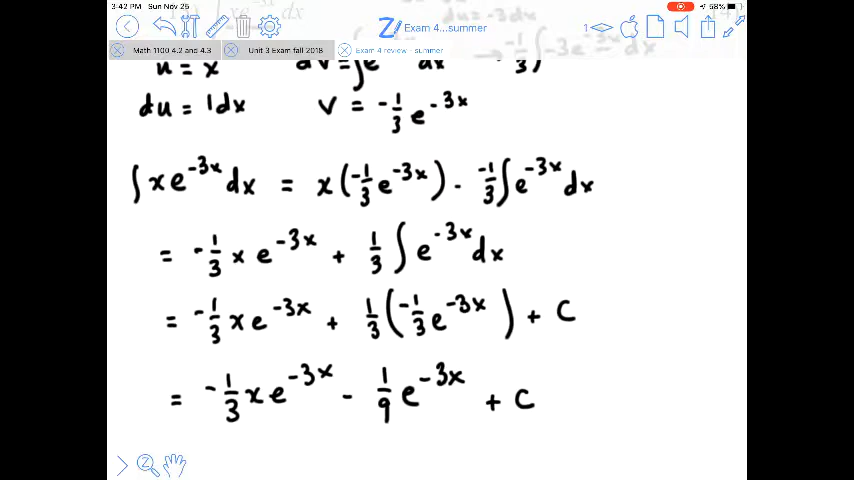 3:42 PM Sun Nov 25
58%
Exam 4...summer
1
Math 1100 4.2 and 4.3
Unit 3 Exam fall 2018
Exam 4 review - summer
u = x
du = 1dx v = -1/3 e^-3x
∫xe^-3x dx = x(-1/3 e^-3x) - -1/3 ∫e^-3x dx
= -1/3 x e^-3x + 1/3 ∫ e^-3x dx
= -1/3 x e^-3x + 1/3 (-1/3 e^-3x) + C
= -1/3 x e^-3x - 1/9 e^-3x + C